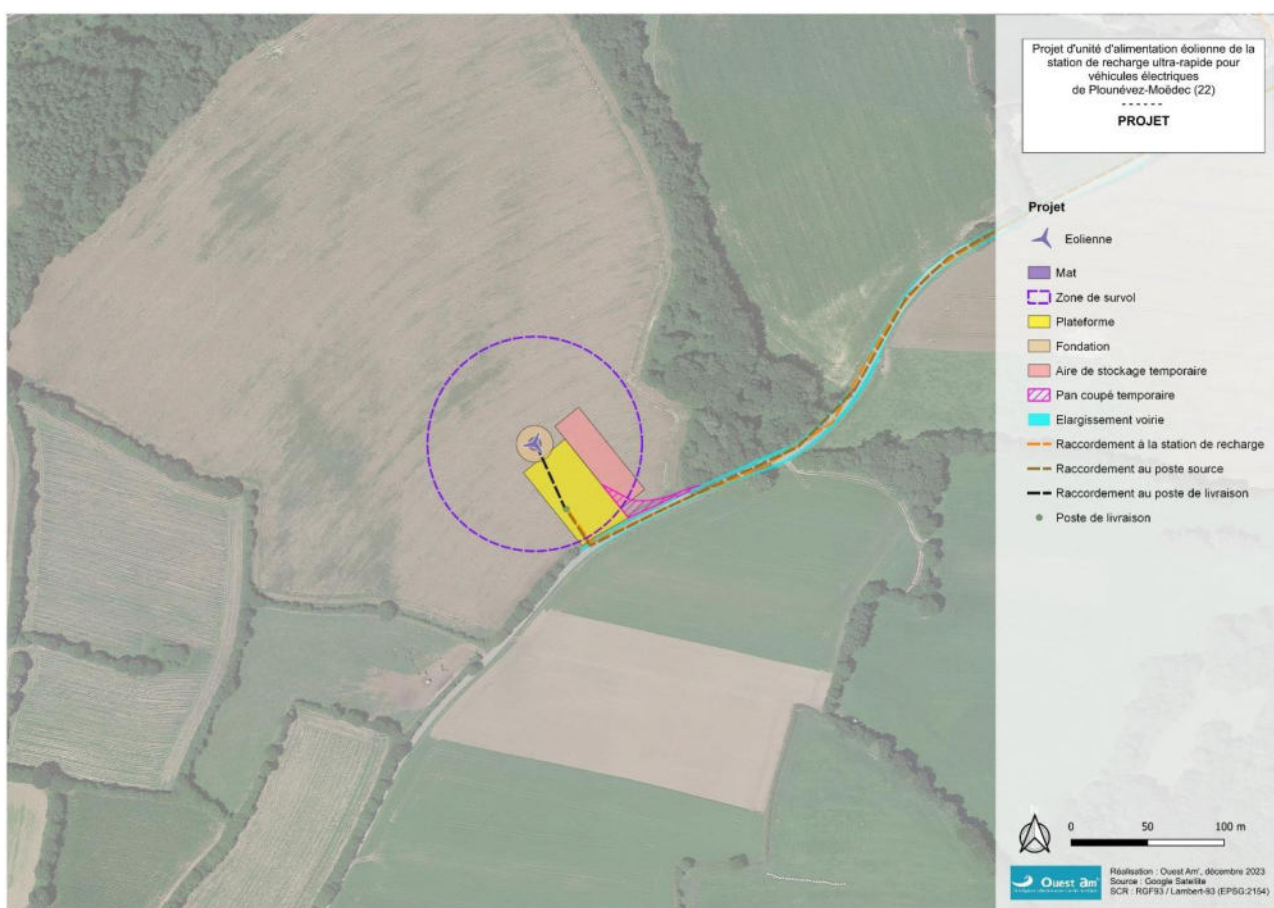 Projet d'unité d'alimentation éolienne de la
station de recharge ultra-rapide pour
véhicules électriques
de Plounévez-Moëdec (22)
------
PROJET
Projet
Eolienne
Mat
Zone de survol
Plateforme
Fondation
Aire de stockage temporaire
Pan coupé temporaire
Elargissement voirie
Raccordement à la station de recharge
Raccordement au poste source
Raccordement au poste de livraison
Poste de livraison
N
0 50 100 m
Ouest Am'
Réalisation : Ouest Am', décembre 2023
Source : Google Satellite
SCR : RGF93 / Lambert-93 (EPSG:2154)